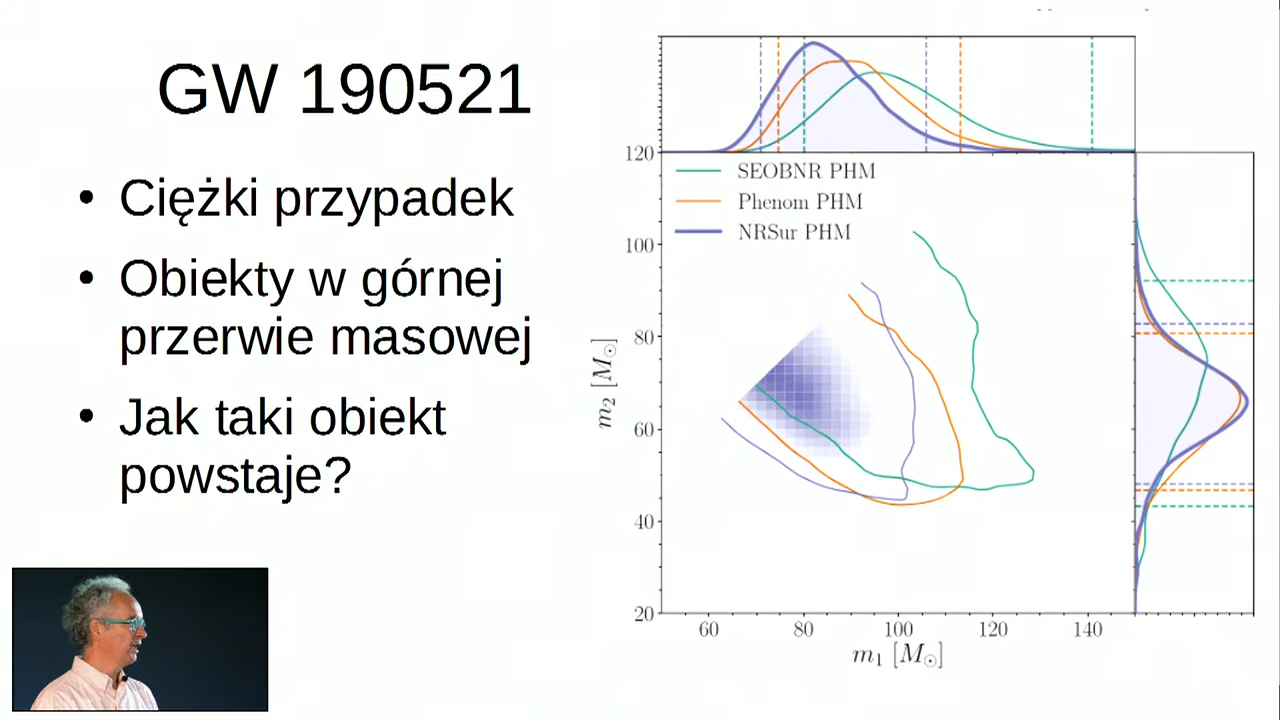 GW 190521
• Ciężki przypadek
• Obiekty w górnej
przerwie masowej
• Jak taki obiekt
powstaje?
SEOBNR PHM
Phenom PHM
NRSur PHM
120
100
80
60
40
20
m₂ [M☉]
60 80 100 120 140
m₁ [M☉]